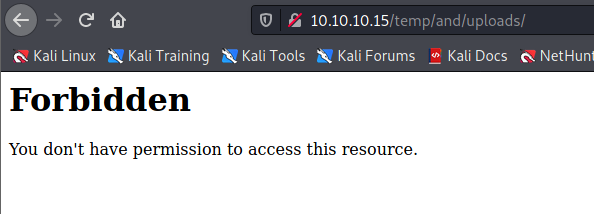 10.10.10.15/temp/and/uploads/
Kali Linux Kali Training Kali Tools Kali Forums Kali Docs NetHunt
Forbidden
You don't have permission to access this resource.